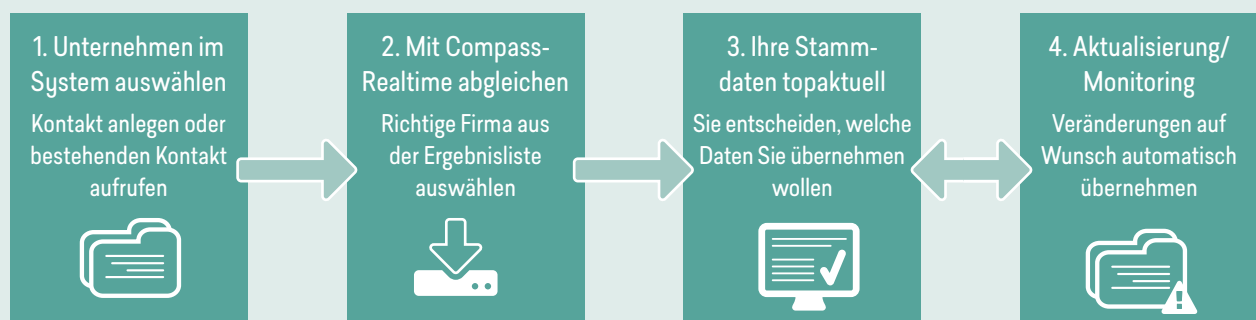 1. Unternehmen im
System auswählen
Kontakt anlegen oder
bestehenden Kontakt
aufrufen
2. Mit Compass-
Realtime abgleichen
Richtige Firma aus
der Ergebnisliste
auswählen
3. Ihre Stamm-
daten topaktuell
Sie entscheiden, welche
Daten Sie übernehmen
wollen
4. Aktualisierung/
Monitoring
Veränderungen auf
Wunsch automatisch
übernehmen